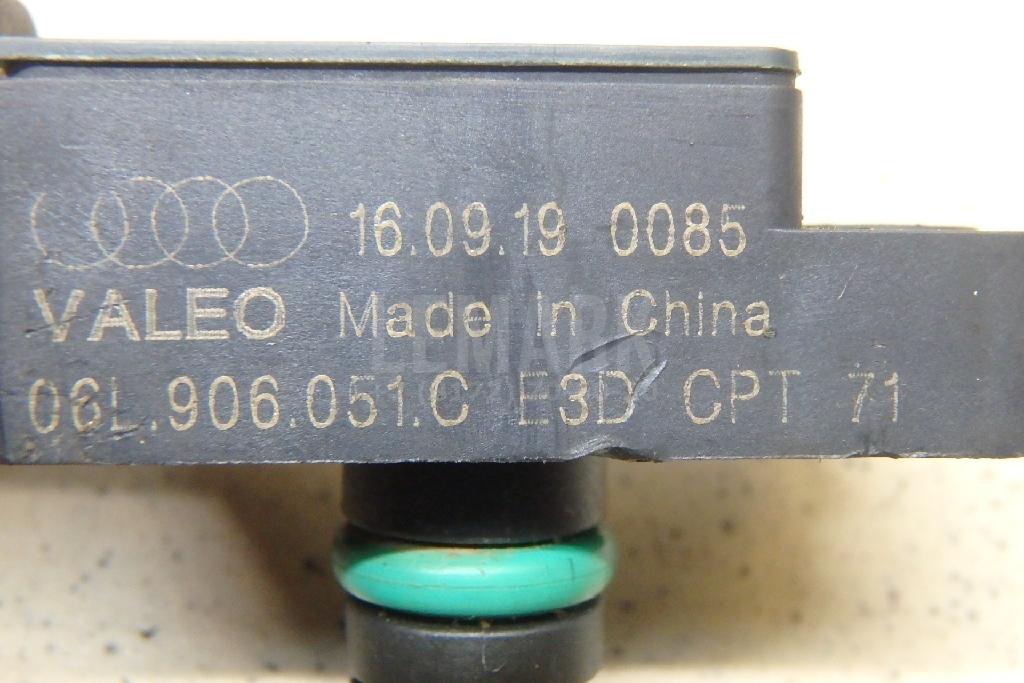 16.09.19 0085
VALEO Made In China
06L.906.051.C E3D CPT 71